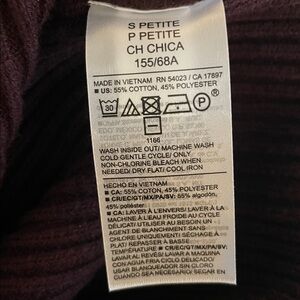 S PETITE
P PETITE
CH CHICA
155/68A
MADE IN VIETNAM RN 54023 / CA 17897
■ US: 55% COTTON, 45% POLYESTER
30
P
1166
WASH INSIDE OUT/ MACHINE WASH
COLD GENTLE CYCLE/ ONLY
NON-CHLORINE BLEACH WHEN
NEEDED/ DRY FLAT/ COOL IRON
HECHO EN VIETNAM
■ CA: 55% COTTON, 45% POLYESTER
■ CR/EC/GT/MX/PA/SV: 55% algodón,
45% poliéster
■ CA: LAVER À L'ENVERS/ LAVER À LA
MACHINE À L'EAU FROIDE AU CYCLE
DÉLICAT/ UTILISER AU BESOIN UN
AGENT DE BLANCHIMENT SANS
CHLORE UNIQUEMENT/ SÉCHER À
PLAT/ REPASSER À BASSE
TEMPÉRATURE ■ CR/EC/GT/MX/PA/SV:
LAVAR AL REVÉS/ LAVAR A MAQUINA
CON AGUA FRIA CICLO DELICADO/
USAR BLANQUEADOR SIN CLORO
CUANDO SEA NECESARIO/ SECAR EN